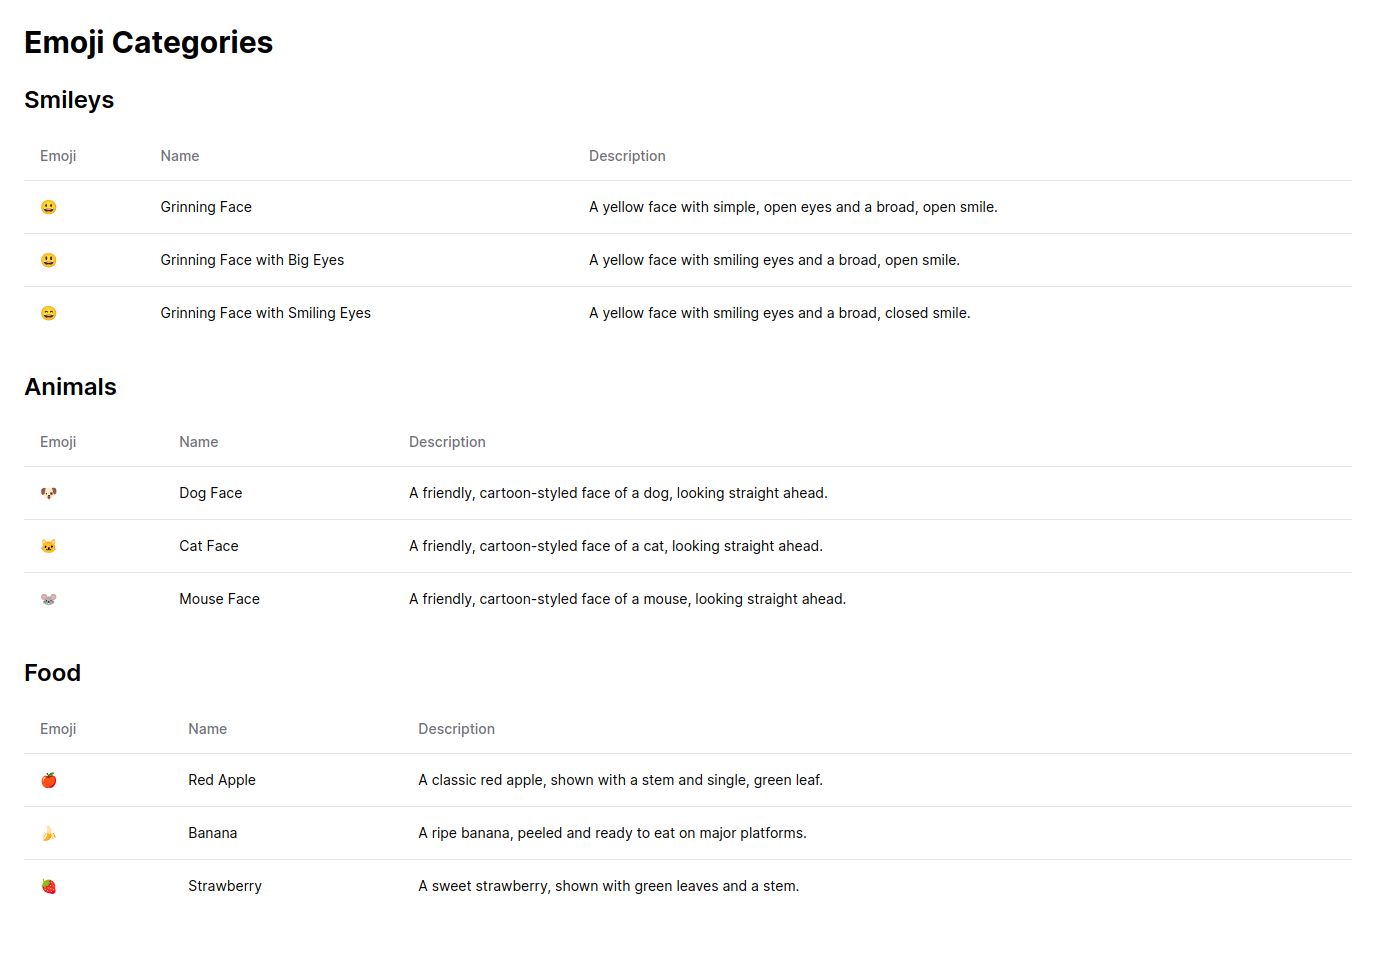 Emoji Categories
Smileys
Emoji Name Description
😀 Grinning Face A yellow face with simple, open eyes and a broad, open smile.
😃 Grinning Face with Big Eyes A yellow face with smiling eyes and a broad, open smile.
😄 Grinning Face with Smiling Eyes A yellow face with smiling eyes and a broad, closed smile.
Animals
Emoji Name Description
🐶 Dog Face A friendly, cartoon-styled face of a dog, looking straight ahead.
🐱 Cat Face A friendly, cartoon-styled face of a cat, looking straight ahead.
🐭 Mouse Face A friendly, cartoon-styled face of a mouse, looking straight ahead.
Food
Emoji Name Description
🍎 Red Apple A classic red apple, shown with a stem and single, green leaf.
🍌 Banana A ripe banana, peeled and ready to eat on major platforms.
🍓 Strawberry A sweet strawberry, shown with green leaves and a stem.